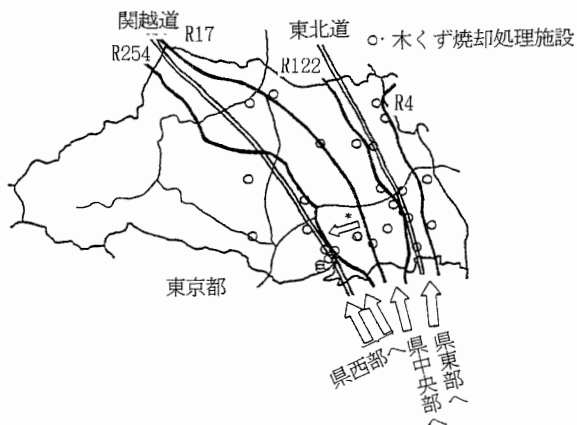 関越道
R17
東北道
○・木くず焼却処理施設
R254
R122
R4
*
東京都
県西部へ
県中央部へ
県東部へ